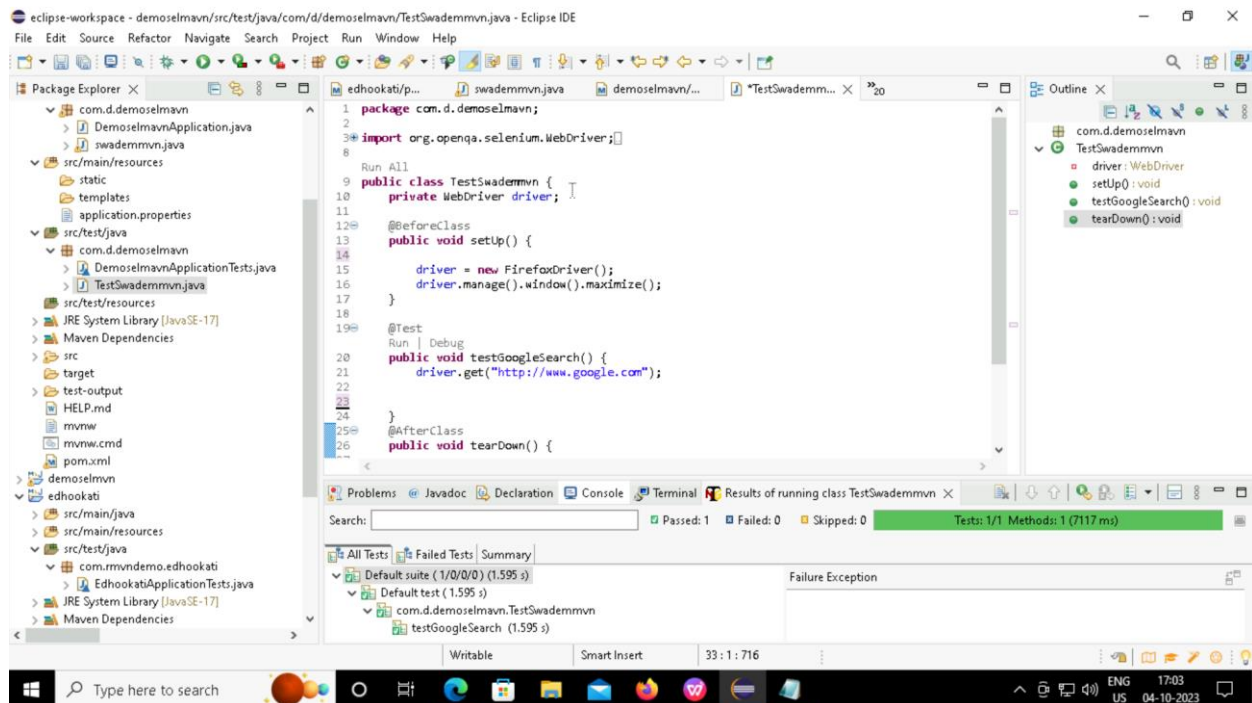 eclipse-workspace - demoselmavn/src/test/java/com/d/demoselmavn/TestSwademmvn.java - Eclipse IDE
File Edit Source Refactor Navigate Search Project Run Window Help
Package Explorer
com.d.demoselmavn
DemoselmavnApplication.java
swademmvn.java
src/main/resources
static
templates
application.properties
src/test/java
com.d.demoselmavn
DemoselmavnApplicationTests.java
TestSwademmvn.java
src/test/resources
JRE System Library [JavaSE-17]
Maven Dependencies
src
target
test-output
HELP.md
mvnw
mvnw.cmd
pom.xml
demoselmvn
edhookati
src/main/java
src/main/resources
src/test/java
com.rmvndemo.edhookati
EdhookatiApplicationTests.java
JRE System Library [JavaSE-17]
Maven Dependencies
edhookati/p... swademmvn.java demoselmavn/... *TestSwademm... »20
1 package com.d.demoselmavn;
2
3 import org.openqa.selenium.WebDriver;
8
Run All
9 public class TestSwademmvn {
10 private WebDriver driver;
11
12 @BeforeClass
13 public void setUp() {
14
15 driver = new FirefoxDriver();
16 driver.manage().window().maximize();
17 }
18
19 @Test
Run | Debug
20 public void testGoogleSearch() {
21 driver.get("http://www.google.com");
22
23
24 }
25 @AfterClass
26 public void tearDown() {
Outline
com.d.demoselmavn
TestSwademmvn
driver : WebDriver
setUp() : void
testGoogleSearch() : void
tearDown() : void
Problems @ Javadoc Declaration Console Terminal Results of running class TestSwademmvn
Search: Passed: 1 Failed: 0 Skipped: 0 Tests: 1/1 Methods: 1 (7117 ms)
All Tests Failed Tests Summary
Default suite ( 1/0/0/0 ) (1.595 s)
Default test ( 1.595 s)
com.d.demoselmavn.TestSwademmvn
testGoogleSearch (1.595 s)
Failure Exception
Writable Smart Insert 33 : 1 : 716
Type here to search
ENG
US
17:03
04-10-2023